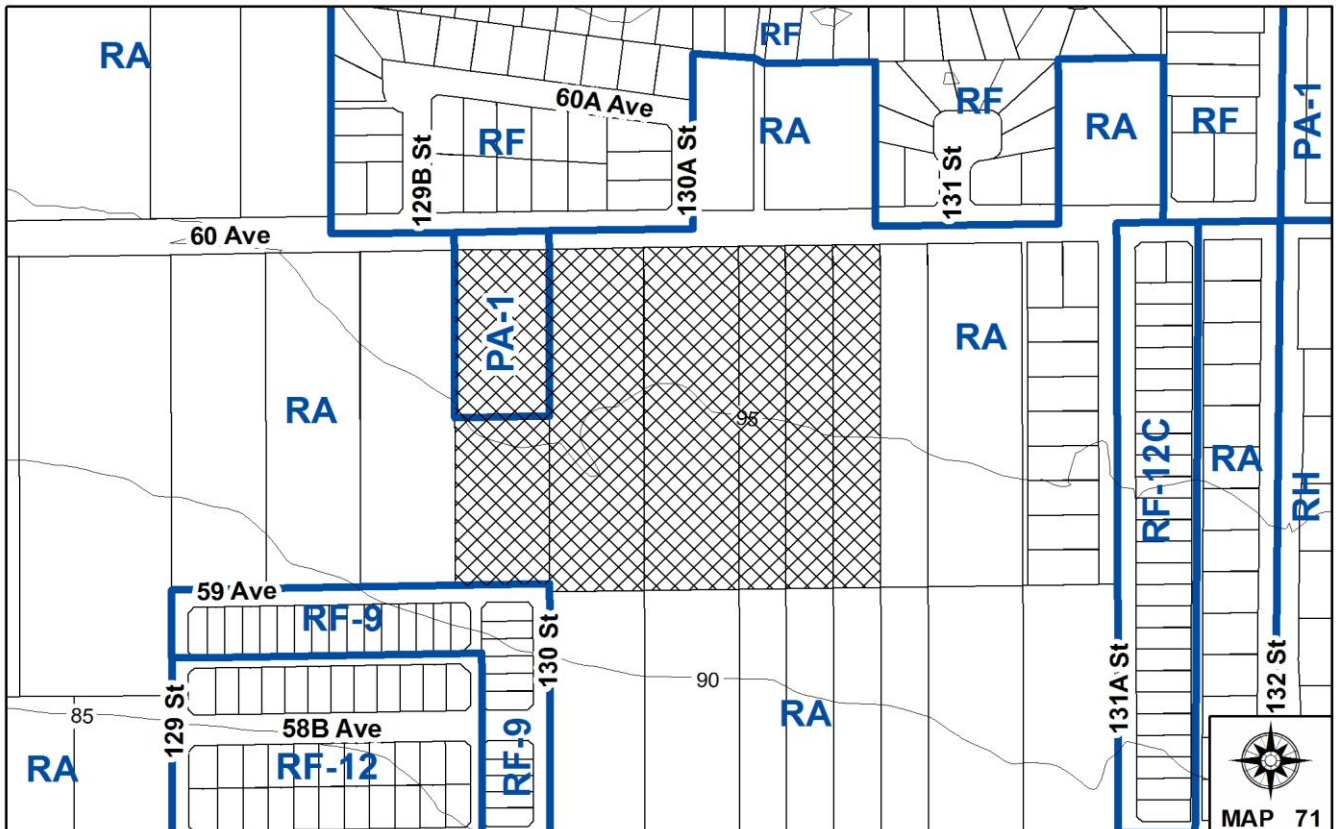 RF
RA
60A Ave
RF
RA
RF
RA
RF
PA-1
129B St
130A St
131 St
60 Ave
PA-1
RA
RA
95
RF-12C
RA
RH
59 Ave
RF-9
130 St
90
RA
129 St
85
58B Ave
RA
RF-12
RF-9
131A St
132 St
MAP 71